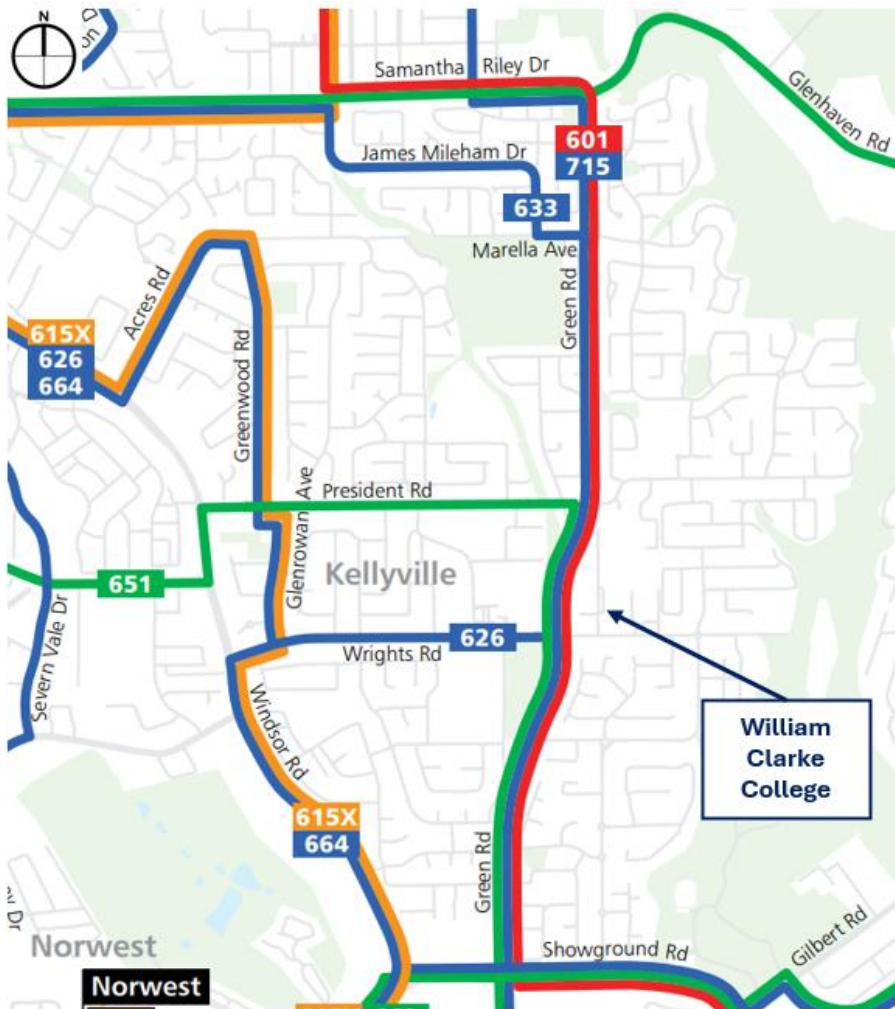 N
Samantha Riley Dr
Glenhaven Rd
601
715
James Mileham Dr
633
Marella Ave
Acres Rd
Green Rd
615X
626
664
Greenwood Rd
Glenrowan Ave
President Rd
Kellyville
651
Severn Vale Dr
626
Wrights Rd
William
Clarke
College
Windsor Rd
615X
664
Green Rd
Showground Rd
Gilbert Rd
Norwest
Norwest